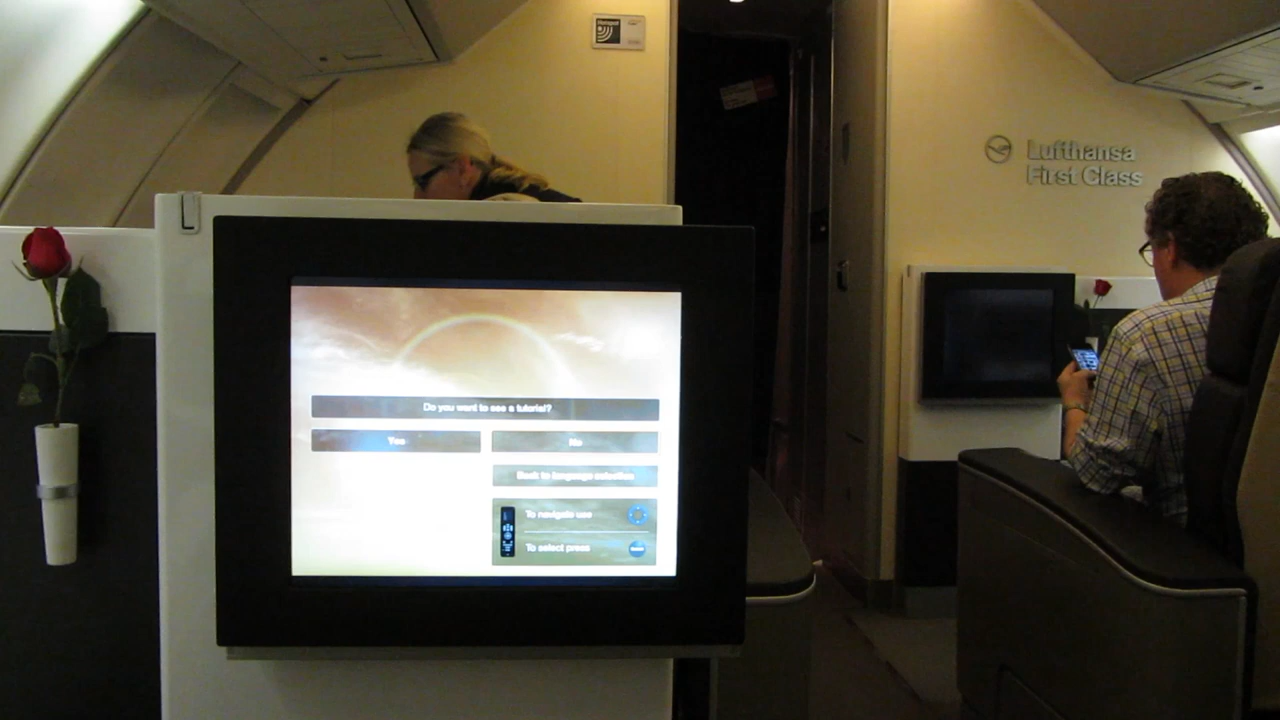 Lufthansa
First Class
Do you want to see a tutorial?
Yes
No
Back to language selection
To navigate use
To select press